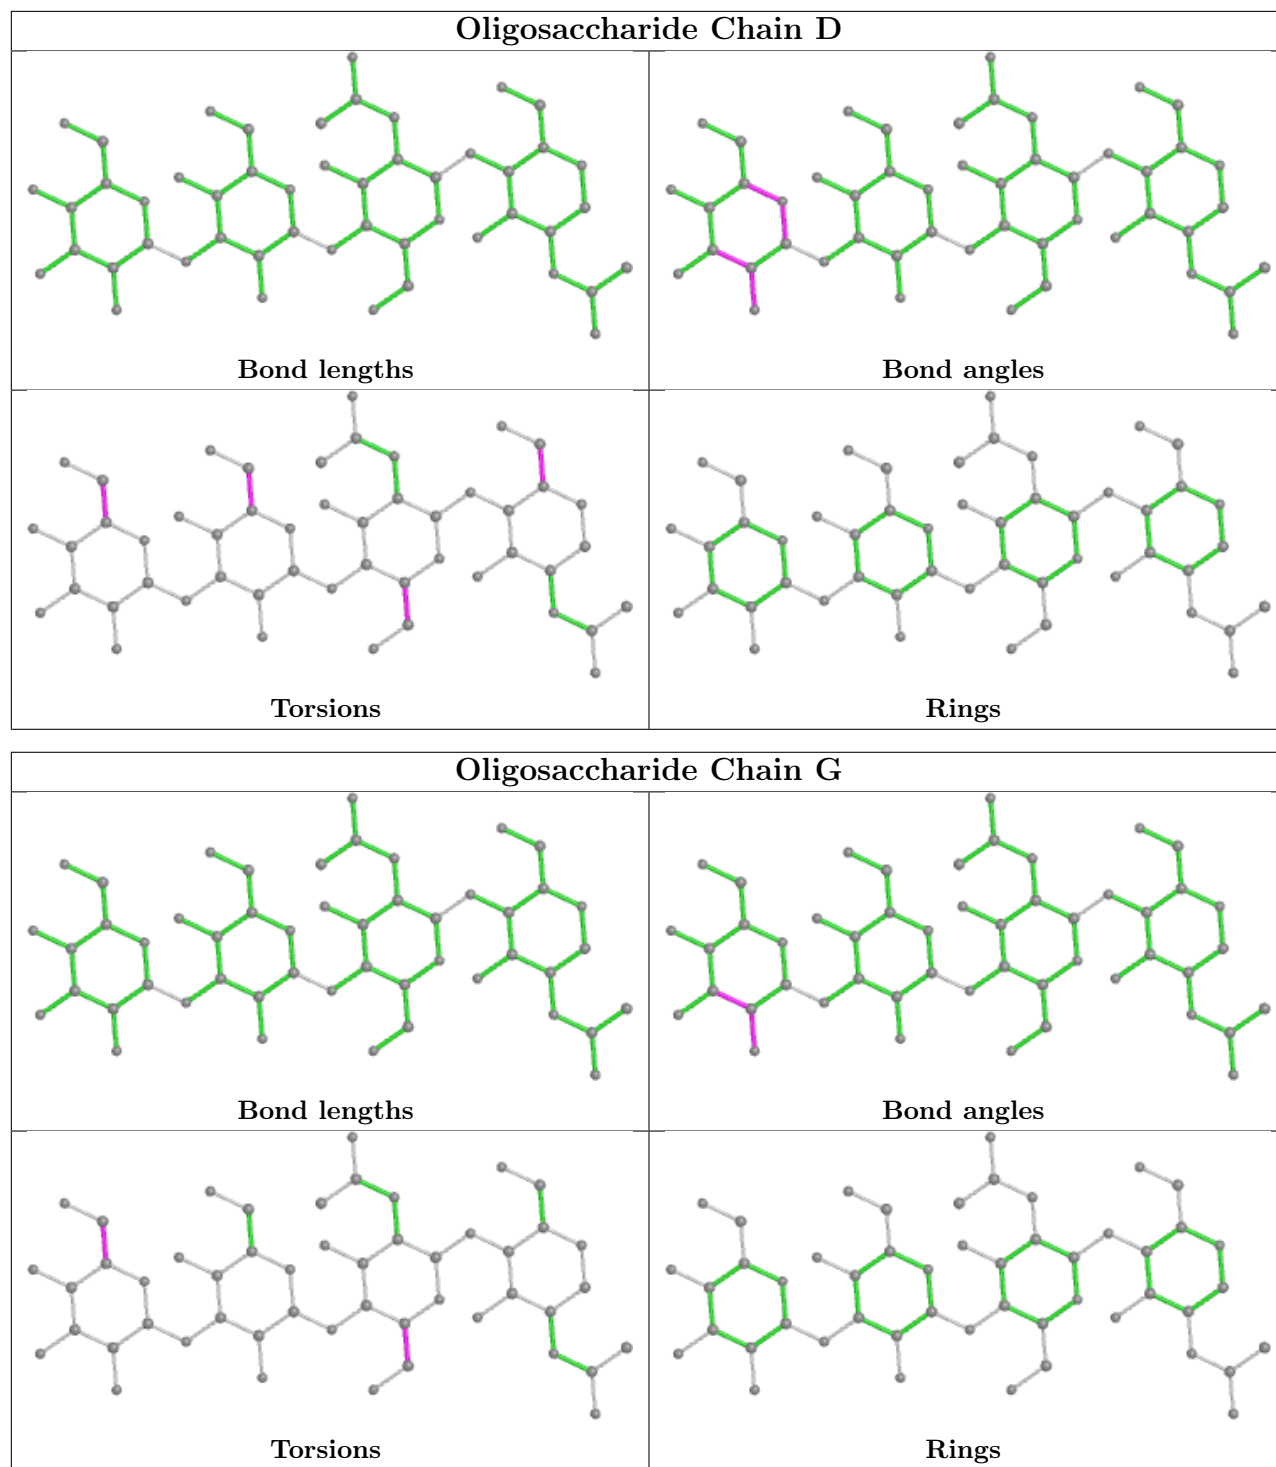 Oligosaccharide Chain D
Bond lengths
Bond angles
Torsions
Rings
Oligosaccharide Chain G
Bond lengths
Bond angles
Torsions
Rings